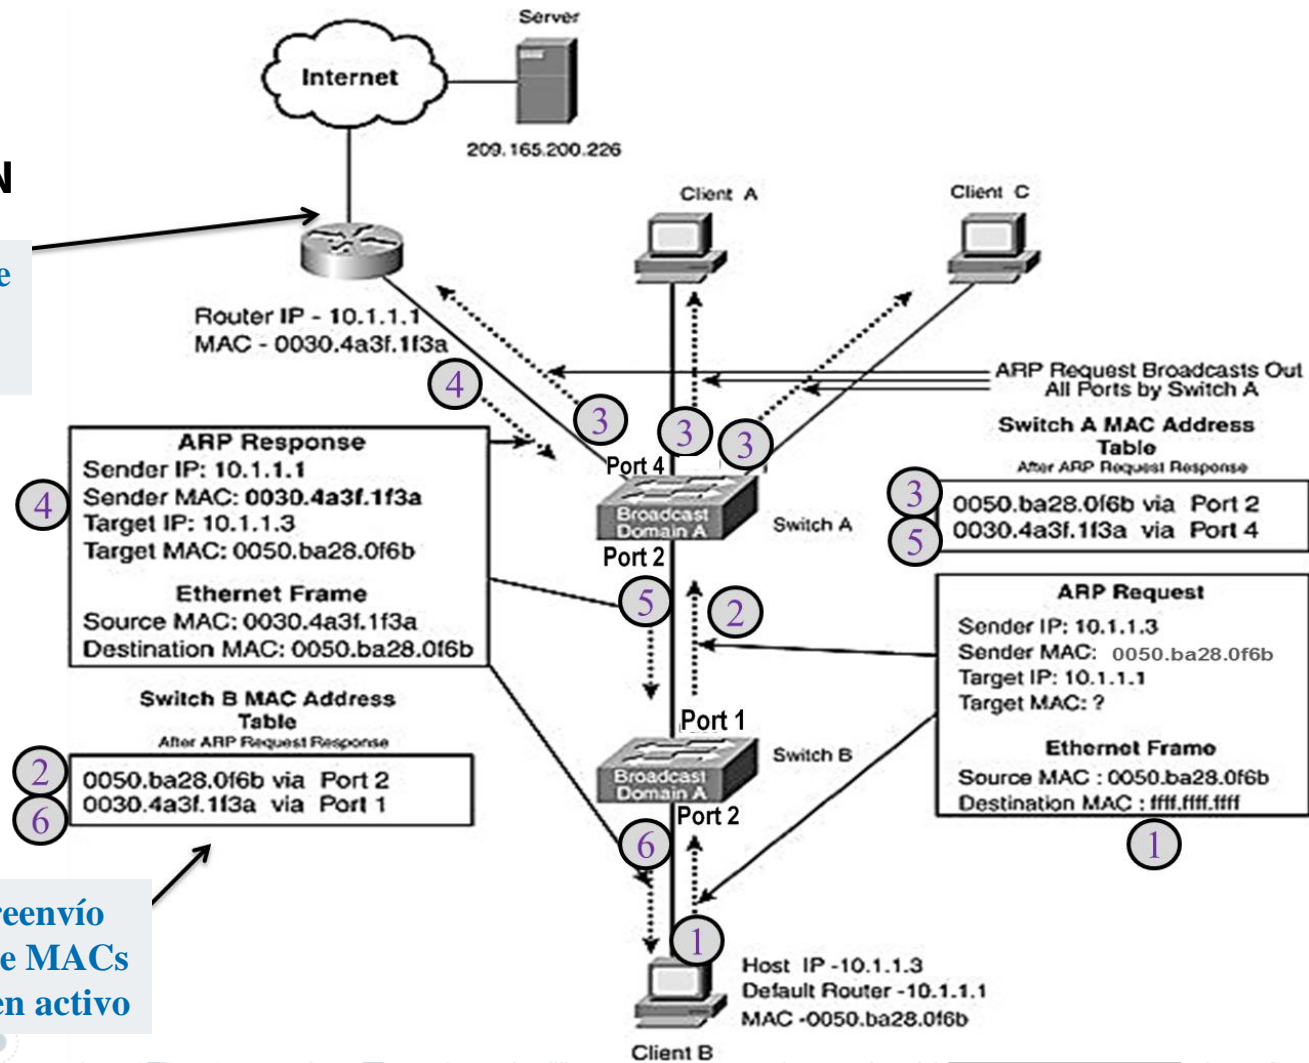 Server
Internet
209.165.200.226
N
Client A
Client C
e
Router IP - 10.1.1.1
MAC - 0030.4a3f.1f3a
4
3
3
3
ARP Request Broadcasts Out
All Ports by Switch A
ARP Response
Sender IP: 10.1.1.1
Sender MAC: 0030.4a3f.1f3a
Target IP: 10.1.1.3
Target MAC: 0050.ba28.0f6b
Ethernet Frame
Source MAC: 0030.4a3f.1f3a
Destination MAC: 0050.ba28.0f6b
4
Port 4
Broadcast
Domain A
Switch A
Port 2
Switch A MAC Address
Table
After ARP Request Response
3
0050.ba28.0f6b via Port 2
5
0030.4a3f.1f3a via Port 4
5
2
ARP Request
Sender IP: 10.1.1.3
Sender MAC: 0050.ba28.0f6b
Target IP: 10.1.1.1
Target MAC: ?
Ethernet Frame
Source MAC : 0050.ba28.0f6b
Destination MAC : ffff.ffff.ffff
1
Switch B MAC Address
Table
After ARP Request Response
2
0050.ba28.0f6b via Port 2
6
0030.4a3f.1f3a via Port 1
Port 1
Broadcast
Domain A
Switch B
Port 2
6
1
reenvío
e MACs
en activo
Host IP -10.1.1.3
Default Router -10.1.1.1
MAC -0050.ba28.0f6b
Client B